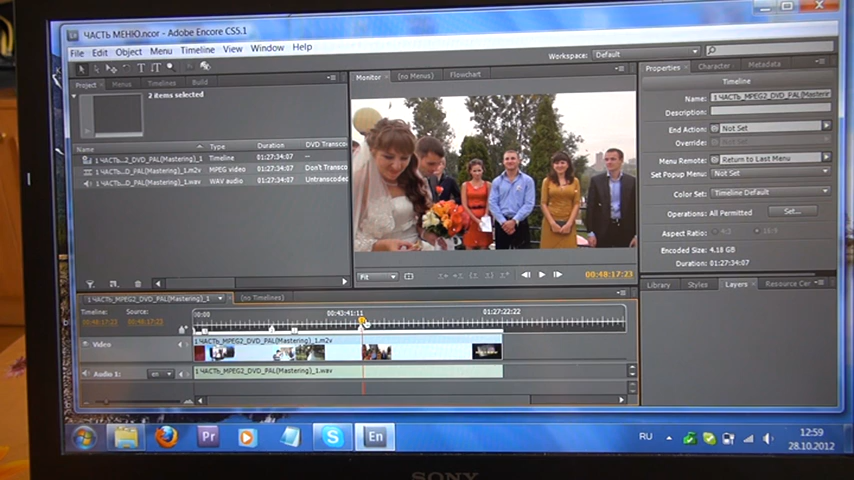 ЧАСТЬ МЕНЮ.ncor - Adobe Encore CS5.1
File Edit Object Menu Timeline View Window Help
Workspace: Default
Project Menus Timelines Build
2 items selected
Name Type Duration DVD Transcod
1 ЧАСТЬ...2_DVD_PAL(Mastering)_1 Timeline 01:27:34:07 --
1 ЧАСТЬ...D_PAL(Mastering)_1.m2v MPEG video 01:27:34:07 Don't Transcod
1 ЧАСТЬ...D_PAL(Mastering)_1.wav WAV audio 01:27:34:07 Untranscoded
Monitor (no Menus) Flowchart
Fit
00:48:17:23
Properties Character Metadata
Timeline
Name: 1 ЧАСТЬ_MPEG2_DVD_PAL(Masterin
Description:
End Action: Not Set
Override: Not Set
Menu Remote: Return to Last Menu
Set Popup Menu: Not Set
Color Set: Timeline Default
Operations: All Permitted Set...
Aspect Ratio: 4:3 16:9
Encoded Size: 4,18 GB
Duration: 01:27:34:07
Library Styles Layers Resource Cer
1 ЧАСТЬ_MPEG2_DVD_PAL(Mastering)_1 (no Timelines)
Timeline: Source:
00:48:17:23 00:48:17:23
00:00 00:43:41:11 01:27:22:22
Video
1 ЧАСТЬ_MPEG2_DVD_PAL(Mastering)_1.m2v
Audio 1: en
1 ЧАСТЬ_MPEG2_DVD_PAL(Mastering)_1.wav
Pr
S
En
RU
12:59
28.10.2012
SONY